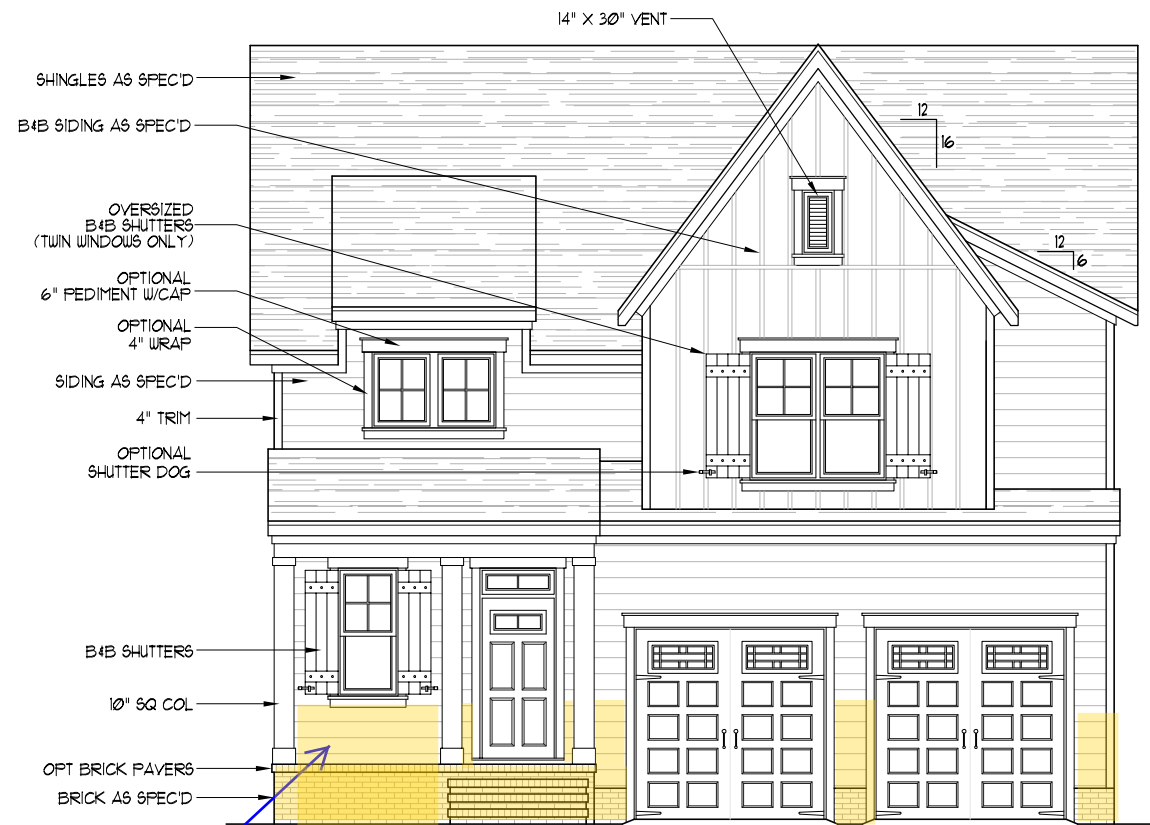 14" X 30" VENT
SHINGLES AS SPEC'D
B&B SIDING AS SPEC'D
12
16
OVERSIZED
B&B SHUTTERS
(TWIN WINDOWS ONLY)
12
6
OPTIONAL
6" PEDIMENT W/CAP
OPTIONAL
4" WRAP
SIDING AS SPEC'D
4" TRIM
OPTIONAL
SHUTTER DOG
B&B SHUTTERS
10" SQ COL
OPT BRICK PAVERS
BRICK AS SPEC'D